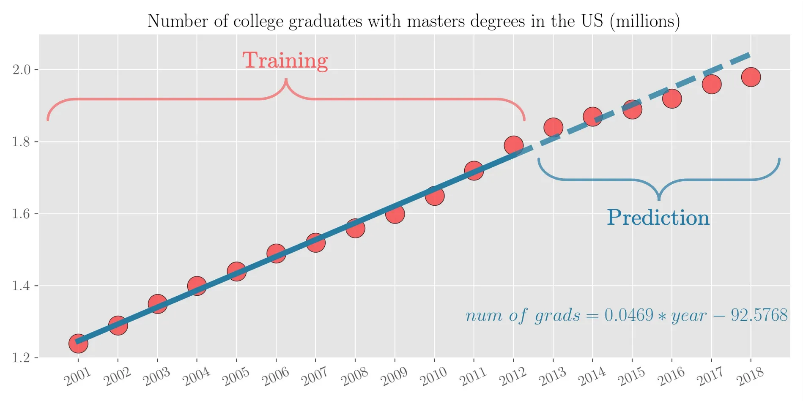 Number of college graduates with masters degrees in the US (millions)
Training
2.0
1.8
1.6
1.4
1.2
Prediction
num of grads = 0.0469 * year − 92.5768
2001 2002 2003 2004 2005 2006 2007 2008 2009 2010 2011 2012 2013 2014 2015 2016 2017 2018